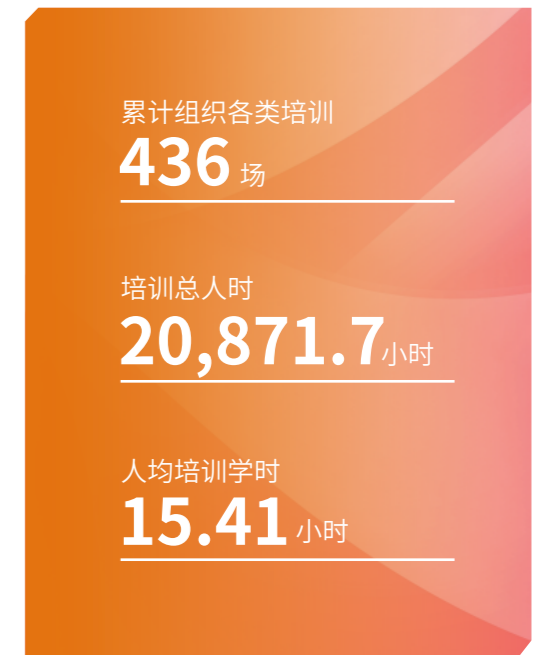 累计组织各类培训
436 场
培训总人时
20,871.7小时
人均培训学时
15.41 小时